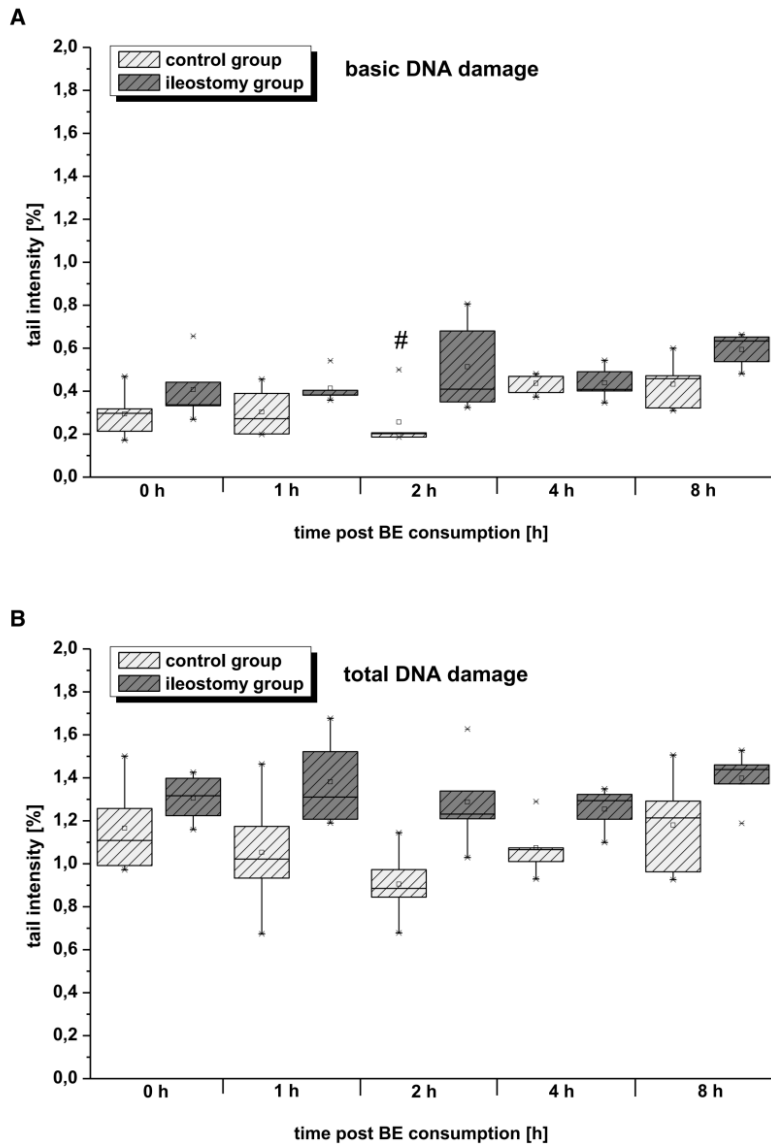 A
2,0
control group
ileostomy group
basic DNA damage
1,8
1,6
1,4
1,2
1,0
0,8
0,6
0,4
0,2
0,0
tail intensity [%]
#
0 h 1 h 2 h 4 h 8 h
time post BE consumption [h]
B
2,0
control group
ileostomy group
total DNA damage
1,8
1,6
1,4
1,2
1,0
0,8
0,6
0,4
0,2
0,0
tail intensity [%]
0 h 1 h 2 h 4 h 8 h
time post BE consumption [h]